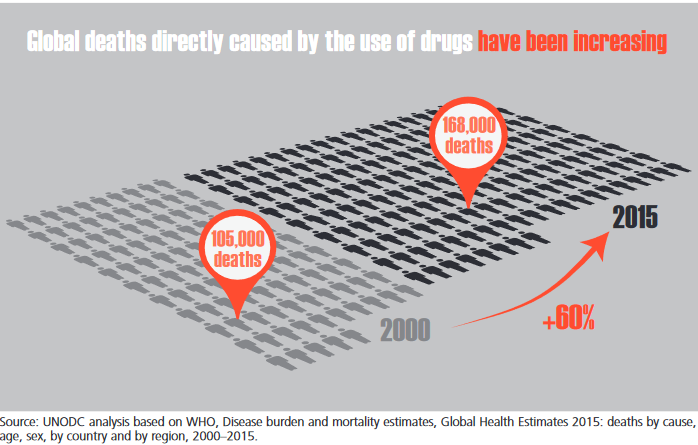 Global deaths directly caused by the use of drugs have been increasing
168,000
deaths
2015
105,000
deaths
2000
+60%
Source: UNODC analysis based on WHO, Disease burden and mortality estimates, Global Health Estimates 2015: deaths by cause,
age, sex, by country and by region, 2000–2015.